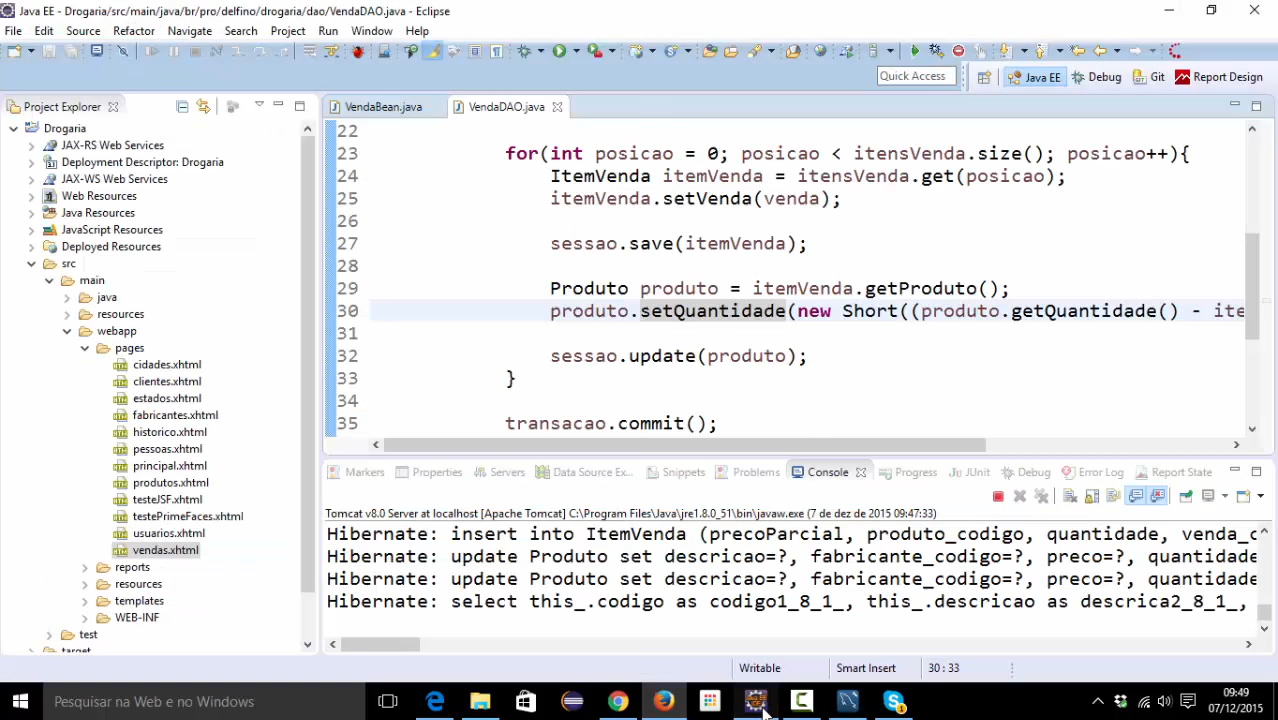 Java EE - Drogaria/src/main/java/br/pro/delfino/drogaria/dao/VendaDAO.java - Eclipse
File Edit Source Refactor Navigate Search Project Run Window Help
Quick Access
Java EE Debug Git Report Design
Project Explorer
VendaBean.java VendaDAO.java
Drogaria
JAX-RS Web Services
Deployment Descriptor: Drogaria
JAX-WS Web Services
Web Resources
Java Resources
JavaScript Resources
Deployed Resources
src
main
java
resources
webapp
pages
cidades.xhtml
clientes.xhtml
estados.xhtml
fabricantes.xhtml
historico.xhtml
pessoas.xhtml
principal.xhtml
produtos.xhtml
testeJSF.xhtml
testePrimeFaces.xhtml
usuarios.xhtml
vendas.xhtml
reports
resources
templates
WEB-INF
test
target
22
23 for(int posicao = 0; posicao < itensVenda.size(); posicao++){
24 ItemVenda itemVenda = itensVenda.get(posicao);
25 itemVenda.setVenda(venda);
26
27 sessao.save(itemVenda);
28
29 Produto produto = itemVenda.getProduto();
30 produto.setQuantidade(new Short((produto.getQuantidade() - ite
31
32 sessao.update(produto);
33 }
34
35 transacao.commit();
Markers Properties Servers Data Source Ex... Snippets Problems Console Progress JUnit Debug Error Log Report State
Tomcat v8.0 Server at localhost [Apache Tomcat] C:\Program Files\Java\jre1.8.0_51\bin\javaw.exe (7 de dez de 2015 09:47:33)
Hibernate: insert into ItemVenda (precoParcial, produto_codigo, quantidade, venda_c
Hibernate: update Produto set descricao=?, fabricante_codigo=?, preco=?, quantidade
Hibernate: update Produto set descricao=?, fabricante_codigo=?, preco=?, quantidade
Hibernate: select this_.codigo as codigo1_8_1_, this_.descricao as descrica2_8_1_,
Writable Smart Insert 30 : 33
Pesquisar na Web e no Windows
09:49
07/12/2015